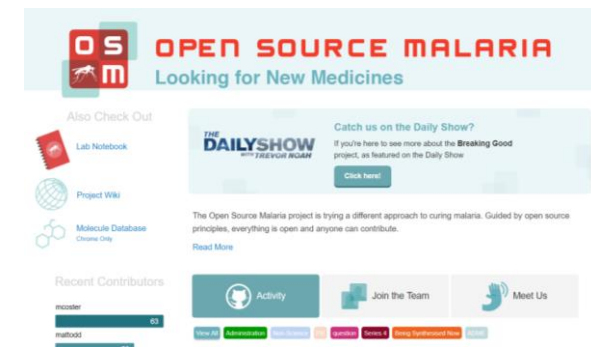 OS
M
OPEN SOURCE MALARIA
Looking for New Medicines
Also Check Out
Lab Notebook
Project Wiki
Molecule Database
Chrome Only
Recent Contributors
mcoster
63
mattodd
THE
DAILY SHOW
WITH TREVOR NOAH
Catch us on the Daily Show?
If you're here to see more about the Breaking Good
project, as featured on the Daily Show
Click here!
The Open Source Malaria project is trying a different approach to curing malaria. Guided by open source
principles, everything is open and anyone can contribute.
Read More
Activity
Join the Team
Meet Us
View All Administration question Series 4 Being Synthesised Now